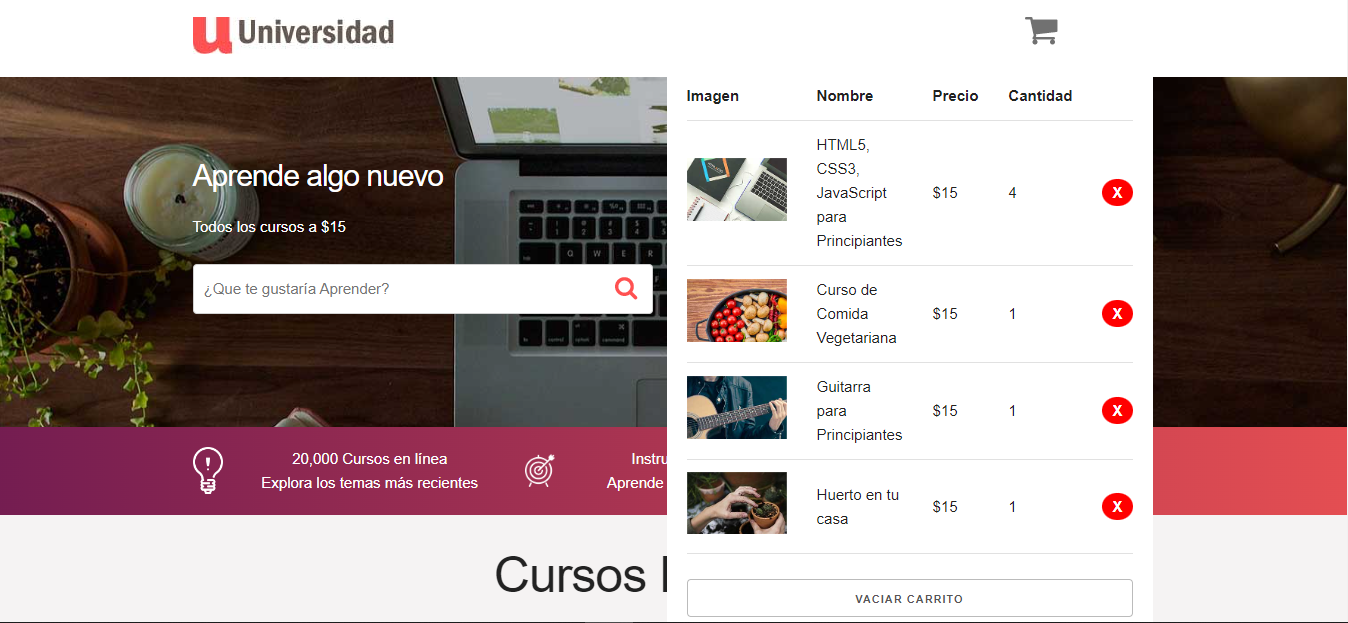 Universidad
Imagen Nombre Precio Cantidad
HTML5,
CSS3,
JavaScript
para
Principiantes
$15 4 X
Curso de
Comida
Vegetariana
$15 1 X
Guitarra
para
Principiantes
$15 1 X
Huerto en tu
casa
$15 1 X
VACIAR CARRITO
Aprende algo nuevo
Todos los cursos a $15
¿Que te gustaría Aprender?
20,000 Cursos en línea
Explora los temas más recientes
Instru
Aprende
Cursos